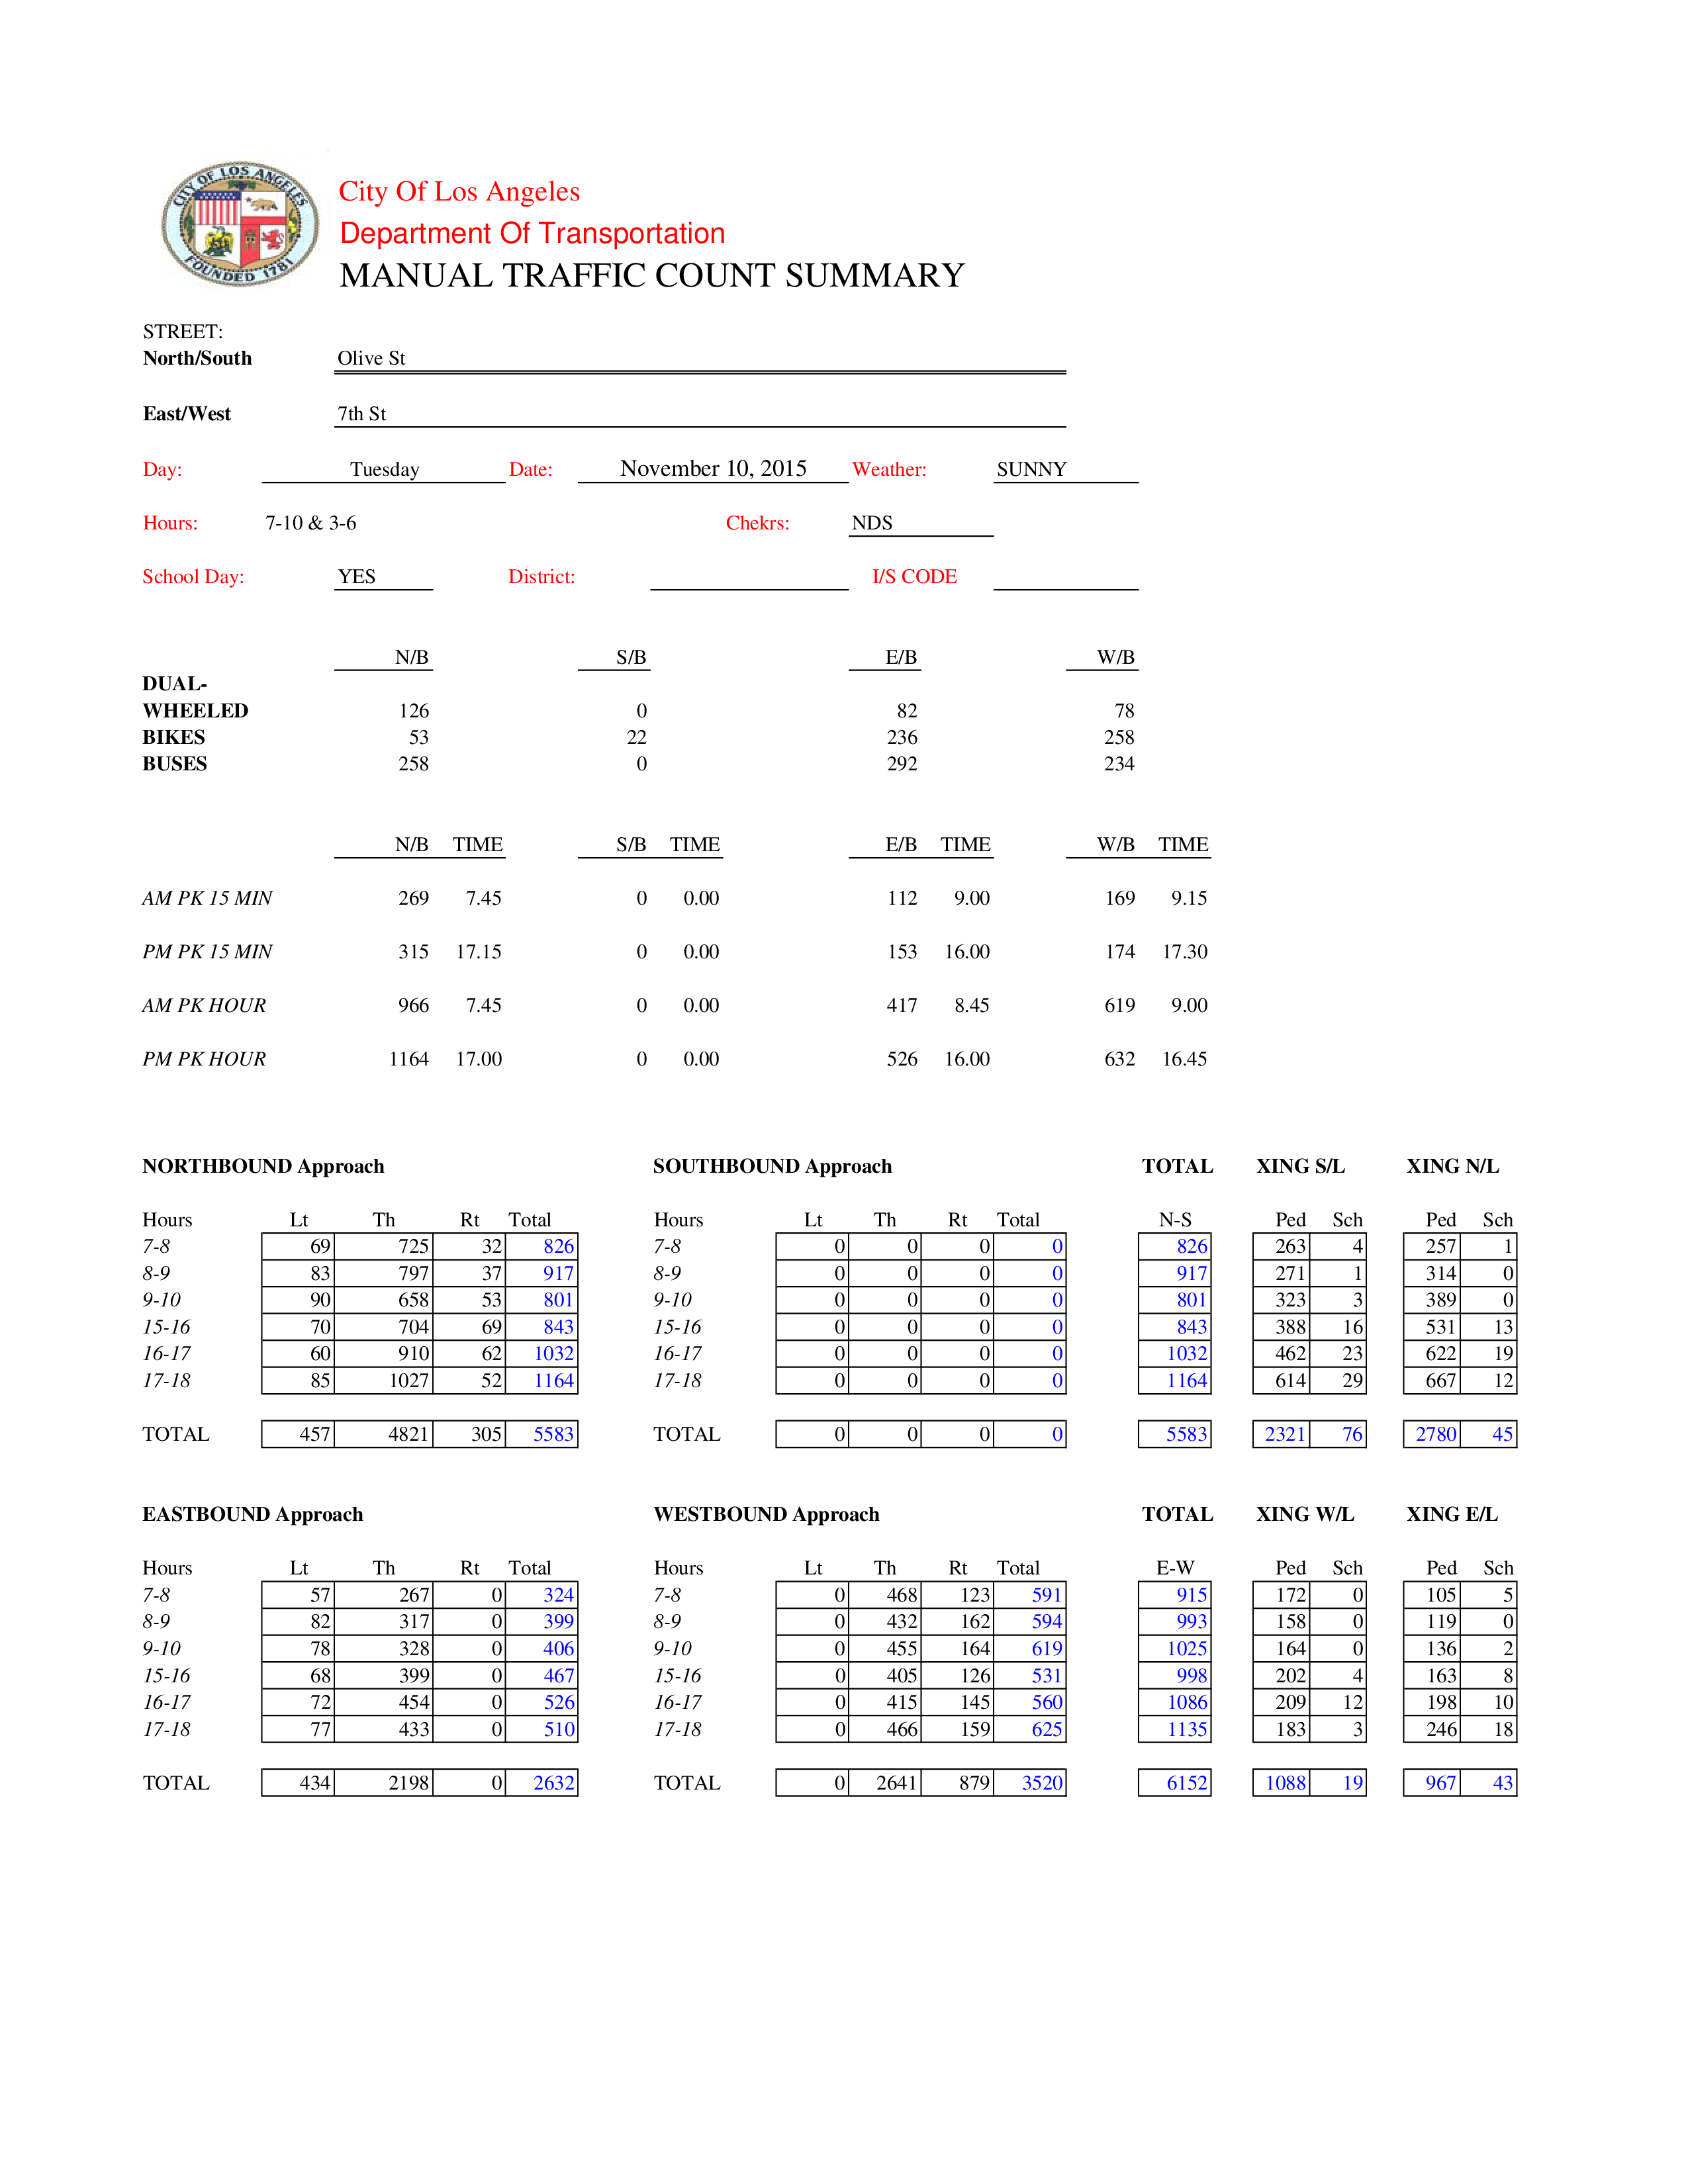 CITY OF LOS ANGELES
FOUNDED 1781
City Of Los Angeles
Department Of Transportation
MANUAL TRAFFIC COUNT SUMMARY
STREET:
North/South Olive St
East/West 7th St
Day: Tuesday Date: November 10, 2015 Weather: SUNNY
Hours: 7-10 & 3-6 Chekrs: NDS
School Day: YES District: I/S CODE
N/B S/B E/B W/B
DUAL-
WHEELED 126 0 82 78
BIKES 53 22 236 258
BUSES 258 0 292 234
N/B TIME S/B TIME E/B TIME W/B TIME
AM PK 15 MIN 269 7.45 0 0.00 112 9.00 169 9.15
PM PK 15 MIN 315 17.15 0 0.00 153 16.00 174 17.30
AM PK HOUR 966 7.45 0 0.00 417 8.45 619 9.00
PM PK HOUR 1164 17.00 0 0.00 526 16.00 632 16.45
NORTHBOUND Approach SOUTHBOUND Approach TOTAL XING S/L XING N/L
Hours Lt Th Rt Total Hours Lt Th Rt Total N-S Ped Sch Ped Sch
7-8 69 725 32 826 7-8 0 0 0 0 826 263 4 257 1
8-9 83 797 37 917 8-9 0 0 0 0 917 271 1 314 0
9-10 90 658 53 801 9-10 0 0 0 0 801 323 3 389 0
15-16 70 704 69 843 15-16 0 0 0 0 843 388 16 531 13
16-17 60 910 62 1032 16-17 0 0 0 0 1032 462 23 622 19
17-18 85 1027 52 1164 17-18 0 0 0 0 1164 614 29 667 12
TOTAL 457 4821 305 5583 TOTAL 0 0 0 0 5583 2321 76 2780 45
EASTBOUND Approach WESTBOUND Approach TOTAL XING W/L XING E/L
Hours Lt Th Rt Total Hours Lt Th Rt Total E-W Ped Sch Ped Sch
7-8 57 267 0 324 7-8 0 468 123 591 915 172 0 105 5
8-9 82 317 0 399 8-9 0 432 162 594 993 158 0 119 0
9-10 78 328 0 406 9-10 0 455 164 619 1025 164 0 136 2
15-16 68 399 0 467 15-16 0 405 126 531 998 202 4 163 8
16-17 72 454 0 526 16-17 0 415 145 560 1086 209 12 198 10
17-18 77 433 0 510 17-18 0 466 159 625 1135 183 3 246 18
TOTAL 434 2198 0 2632 TOTAL 0 2641 879 3520 6152 1088 19 967 43